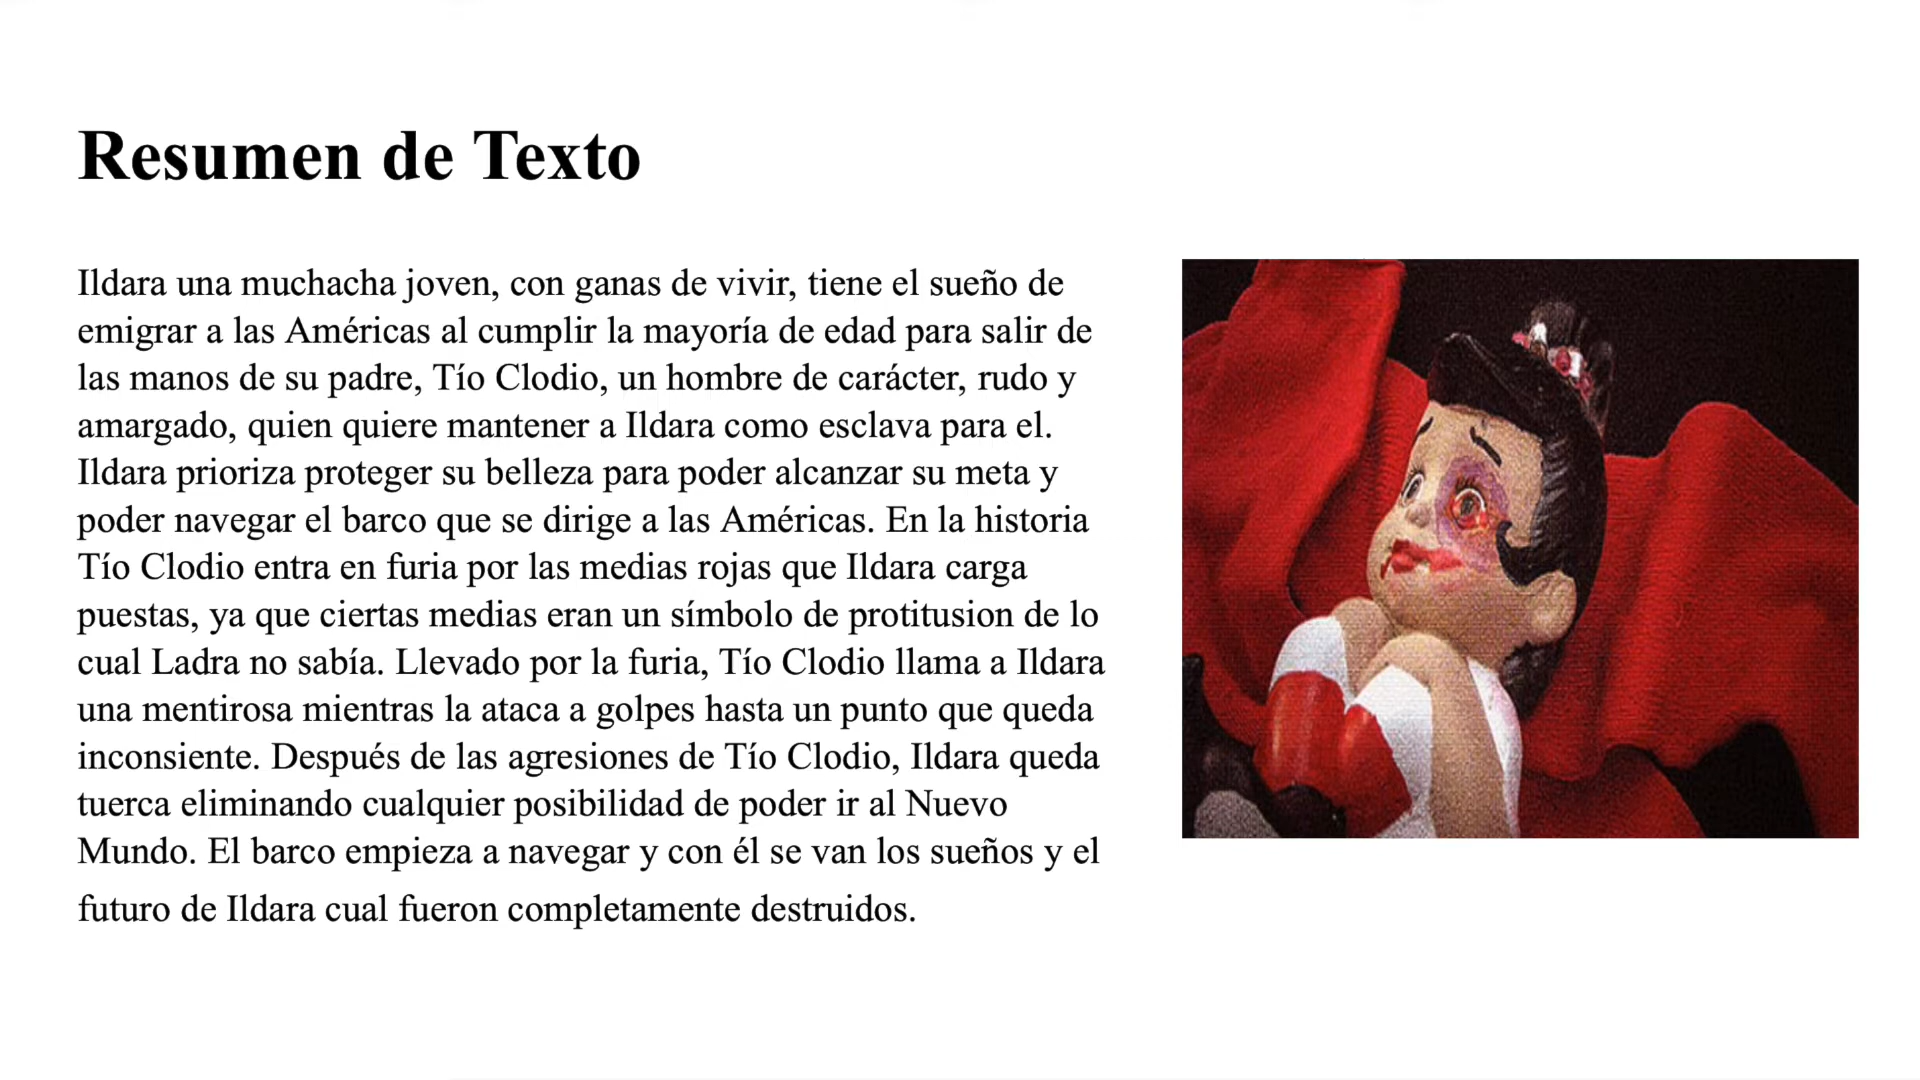 Resumen de Texto
Ildara una muchacha joven, con ganas de vivir, tiene el sueño de
emigrar a las Américas al cumplir la mayoría de edad para salir de
las manos de su padre, Tío Clodio, un hombre de carácter, rudo y
amargado, quien quiere mantener a Ildara como esclava para el.
Ildara prioriza proteger su belleza para poder alcanzar su meta y
poder navegar el barco que se dirige a las Américas. En la historia
Tío Clodio entra en furia por las medias rojas que Ildara carga
puestas, ya que ciertas medias eran un símbolo de protitusion de lo
cual Ladra no sabía. Llevado por la furia, Tío Clodio llama a Ildara
una mentirosa mientras la ataca a golpes hasta un punto que queda
inconsiente. Después de las agresiones de Tío Clodio, Ildara queda
tuerca eliminando cualquier posibilidad de poder ir al Nuevo
Mundo. El barco empieza a navegar y con él se van los sueños y el
futuro de Ildara cual fueron completamente destruidos.